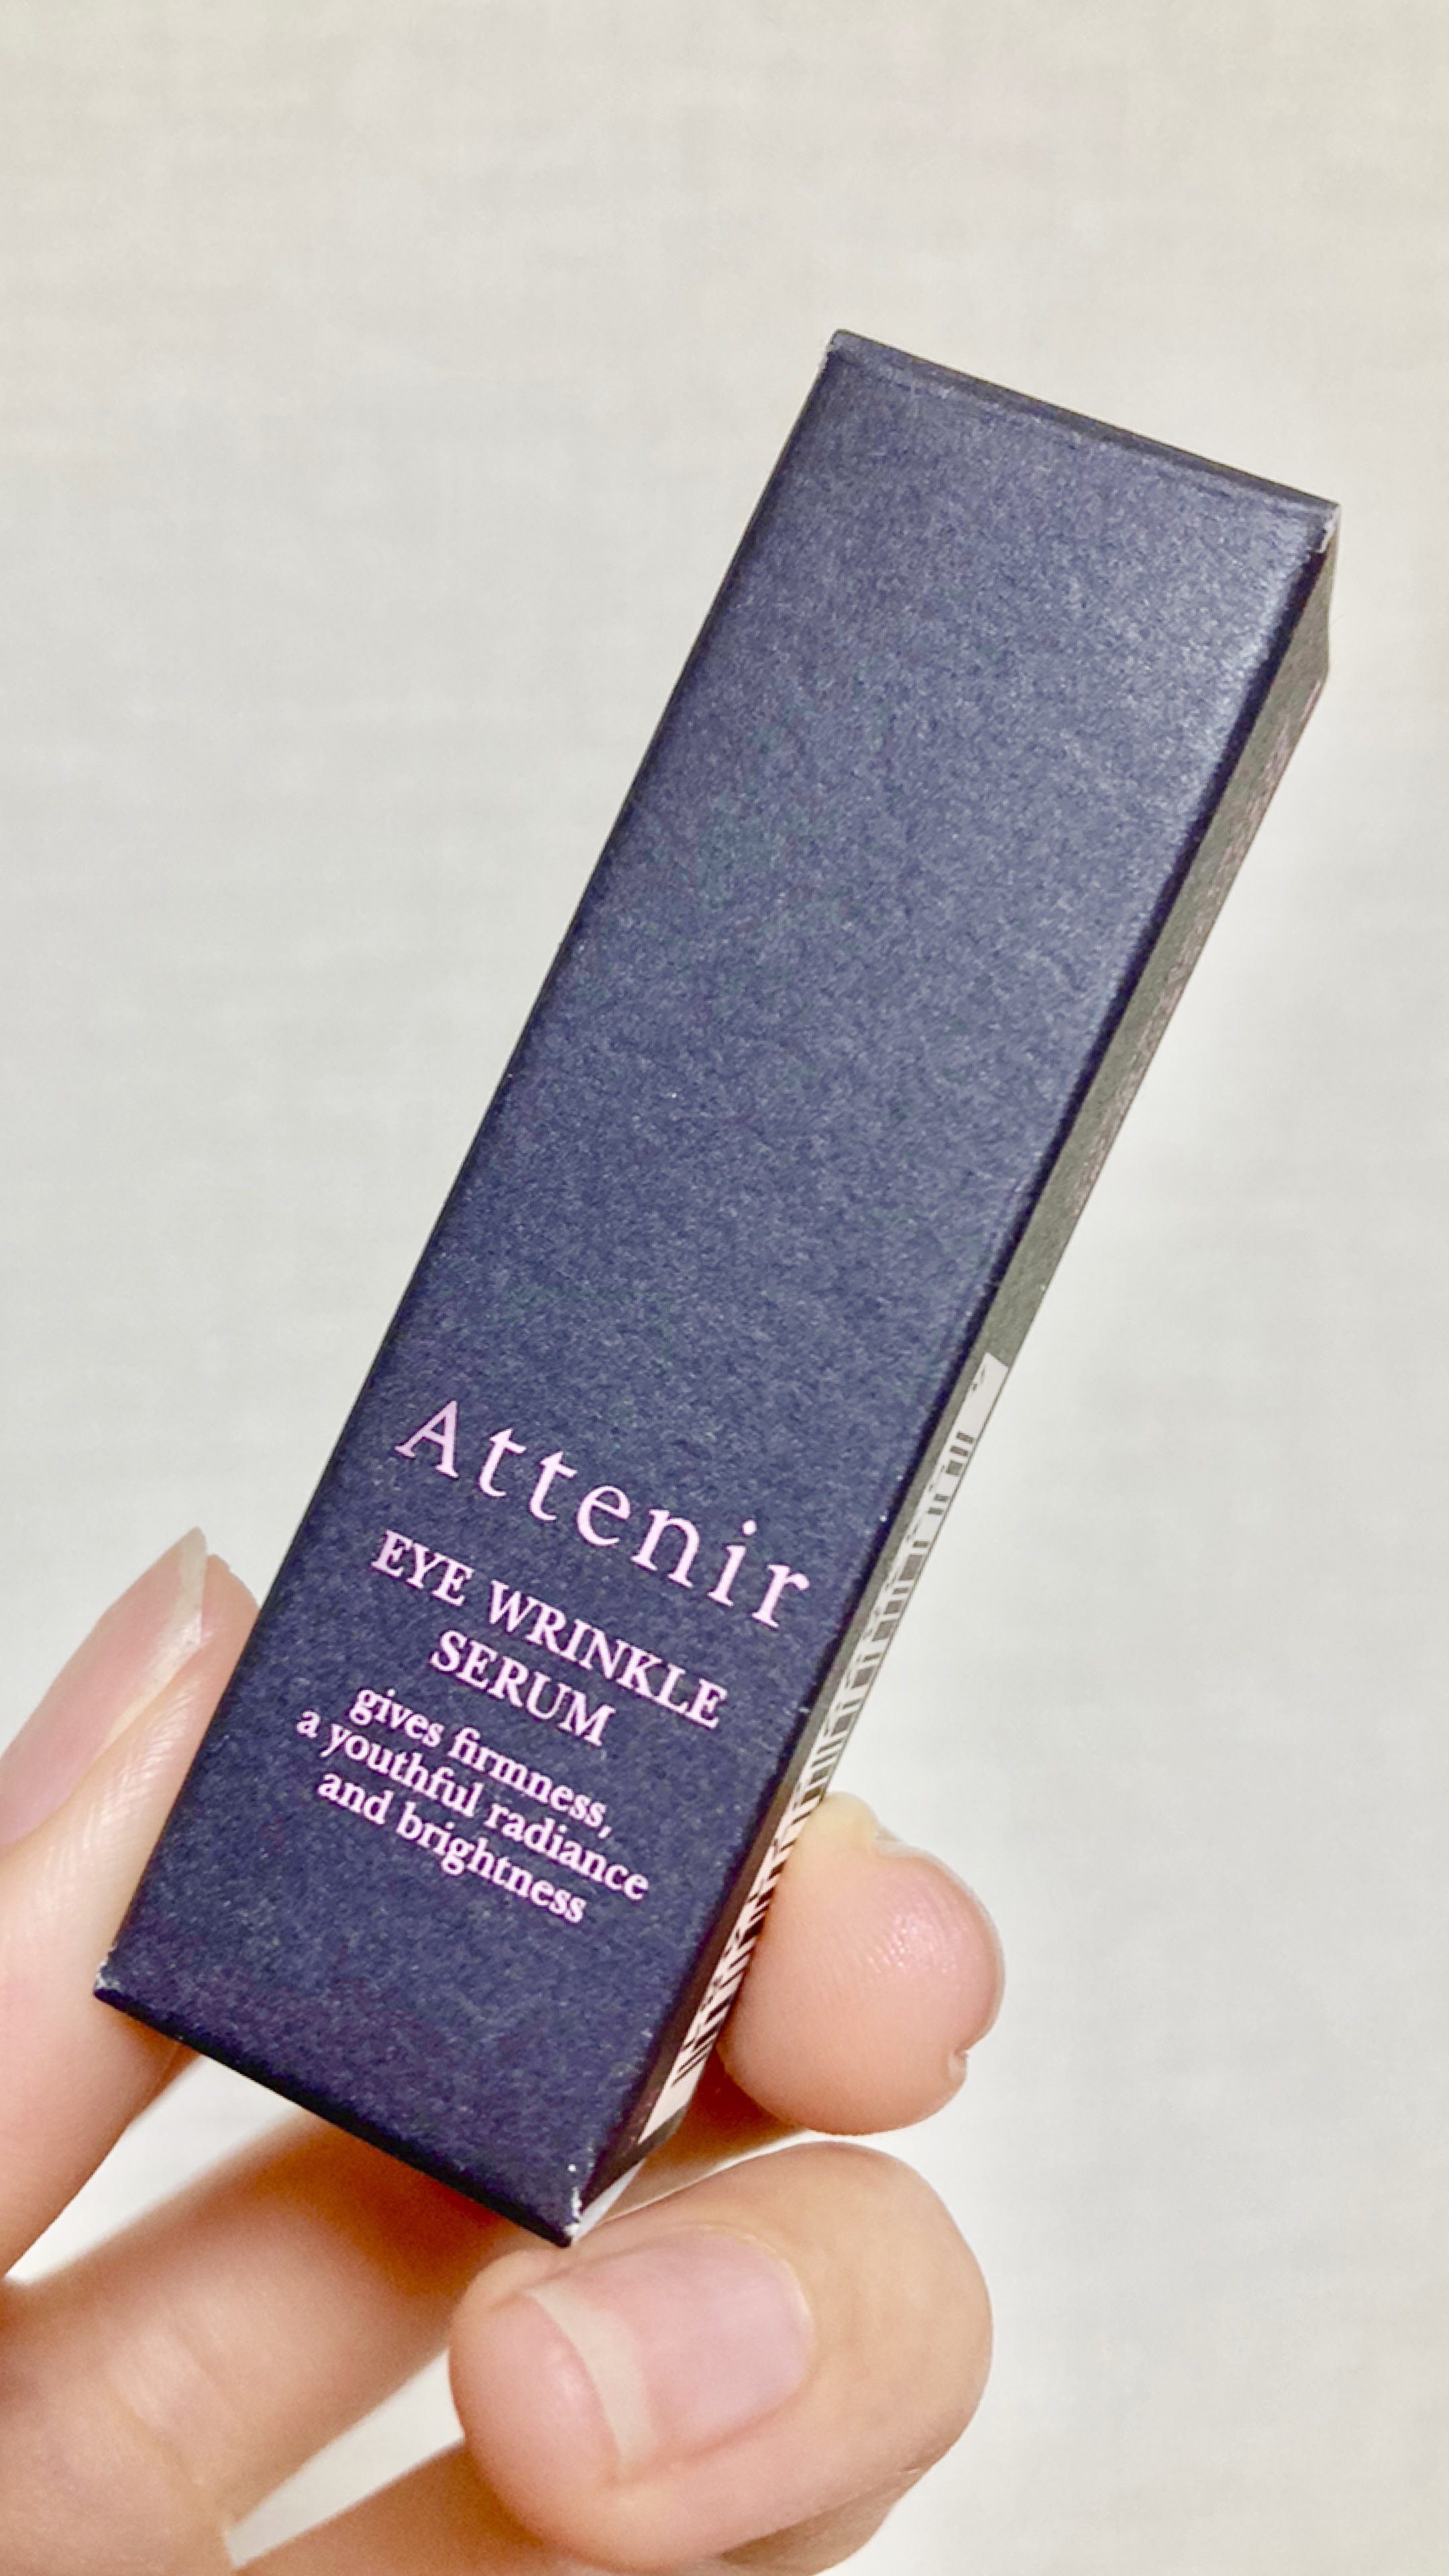 Attenir
EYE WRINKLE
SERUM
gives firmness,
a youthful radiance
and brightness